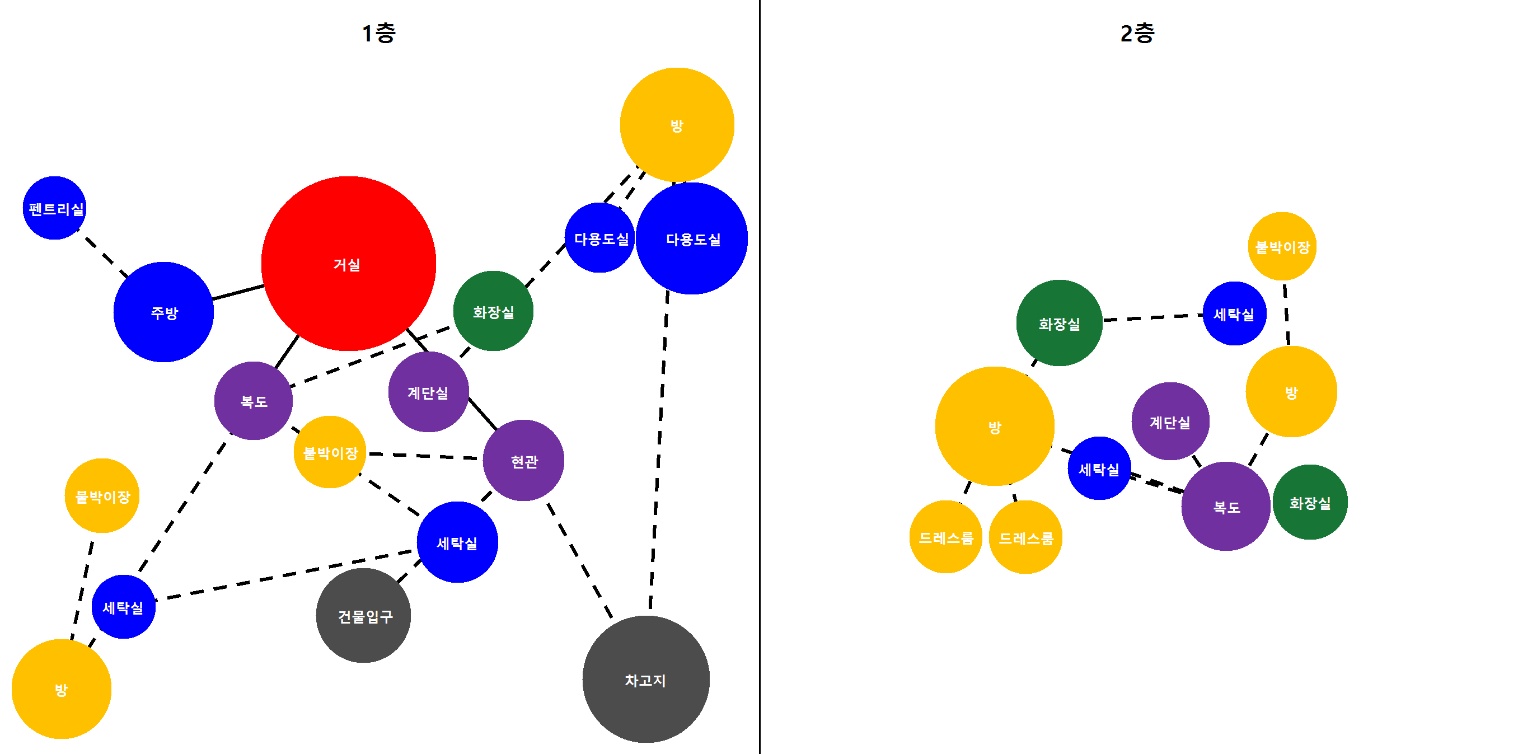 1층
방
펜트리실
거실
다용도실
다용도실
주방
화장실
복도
계단실
붙박이장
현관
붙박이장
세탁실
세탁실
건물입구
방
차고지
2층
붙박이장
화장실
세탁실
방
방
계단실
세탁실
복도
화장실
드레스룸
드레스룸